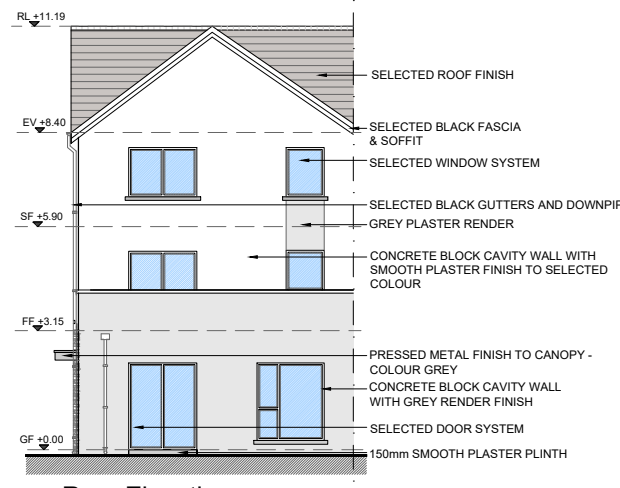 RL +11.19
SELECTED ROOF FINISH
EV +8.40
SELECTED BLACK FASCIA
& SOFFIT
SELECTED WINDOW SYSTEM
SELECTED BLACK GUTTERS AND DOWNPIP
SF +5.90
GREY PLASTER RENDER
CONCRETE BLOCK CAVITY WALL WITH
SMOOTH PLASTER FINISH TO SELECTED
COLOUR
FF +3.15
PRESSED METAL FINISH TO CANOPY -
COLOUR GREY
CONCRETE BLOCK CAVITY WALL
WITH GREY RENDER FINISH
SELECTED DOOR SYSTEM
GF +0.00
150mm SMOOTH PLASTER PLINTH